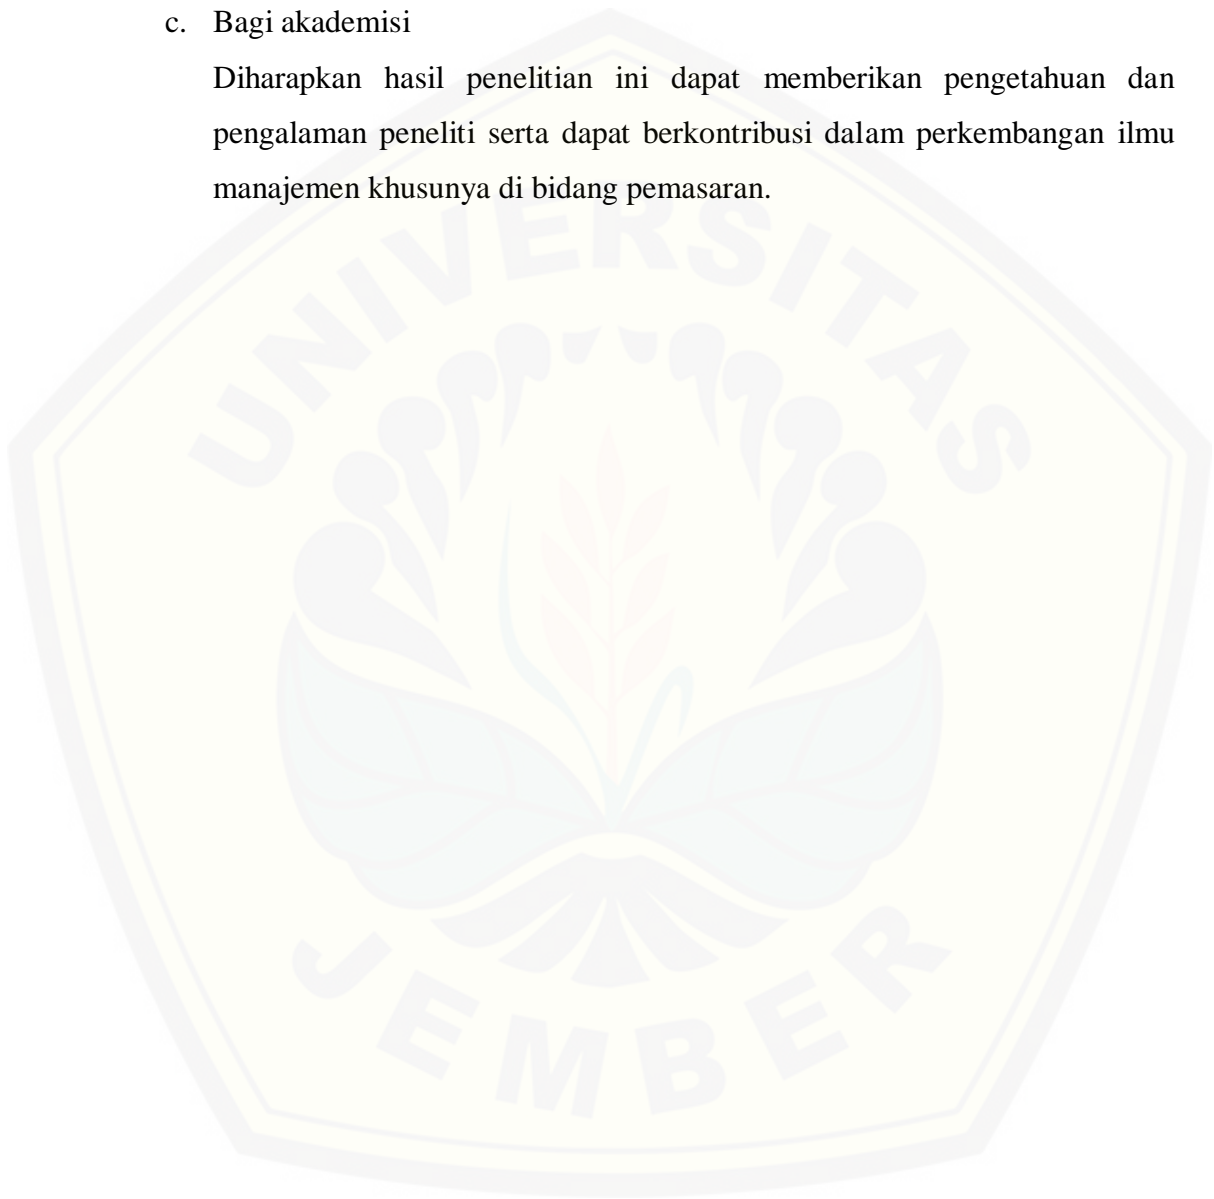 c. Bagi akademisi
Diharapkan hasil penelitian ini dapat memberikan pengetahuan dan
pengalaman peneliti serta dapat berkontribusi dalam perkembangan ilmu
manajemen khusunya di bidang pemasaran.
UNIVERSITAS
JEMBER